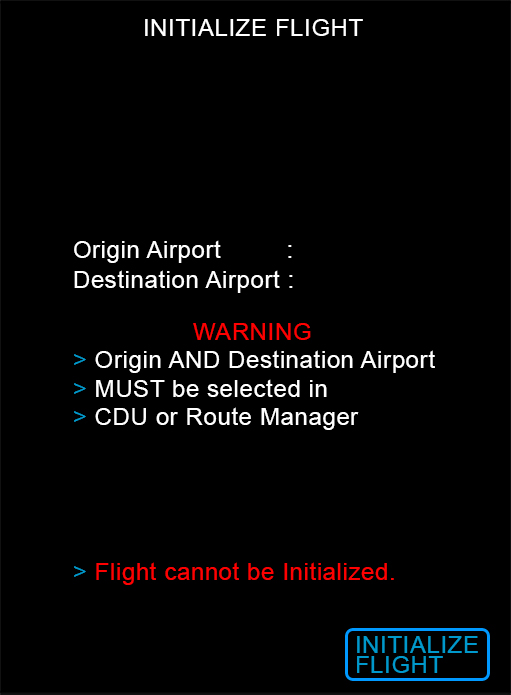 INITIALIZE FLIGHT
Origin Airport :
Destination Airport :
WARNING
> Origin AND Destination Airport
> MUST be selected in
> CDU or Route Manager
> Flight cannot be Initialized.
INITIALIZE
FLIGHT